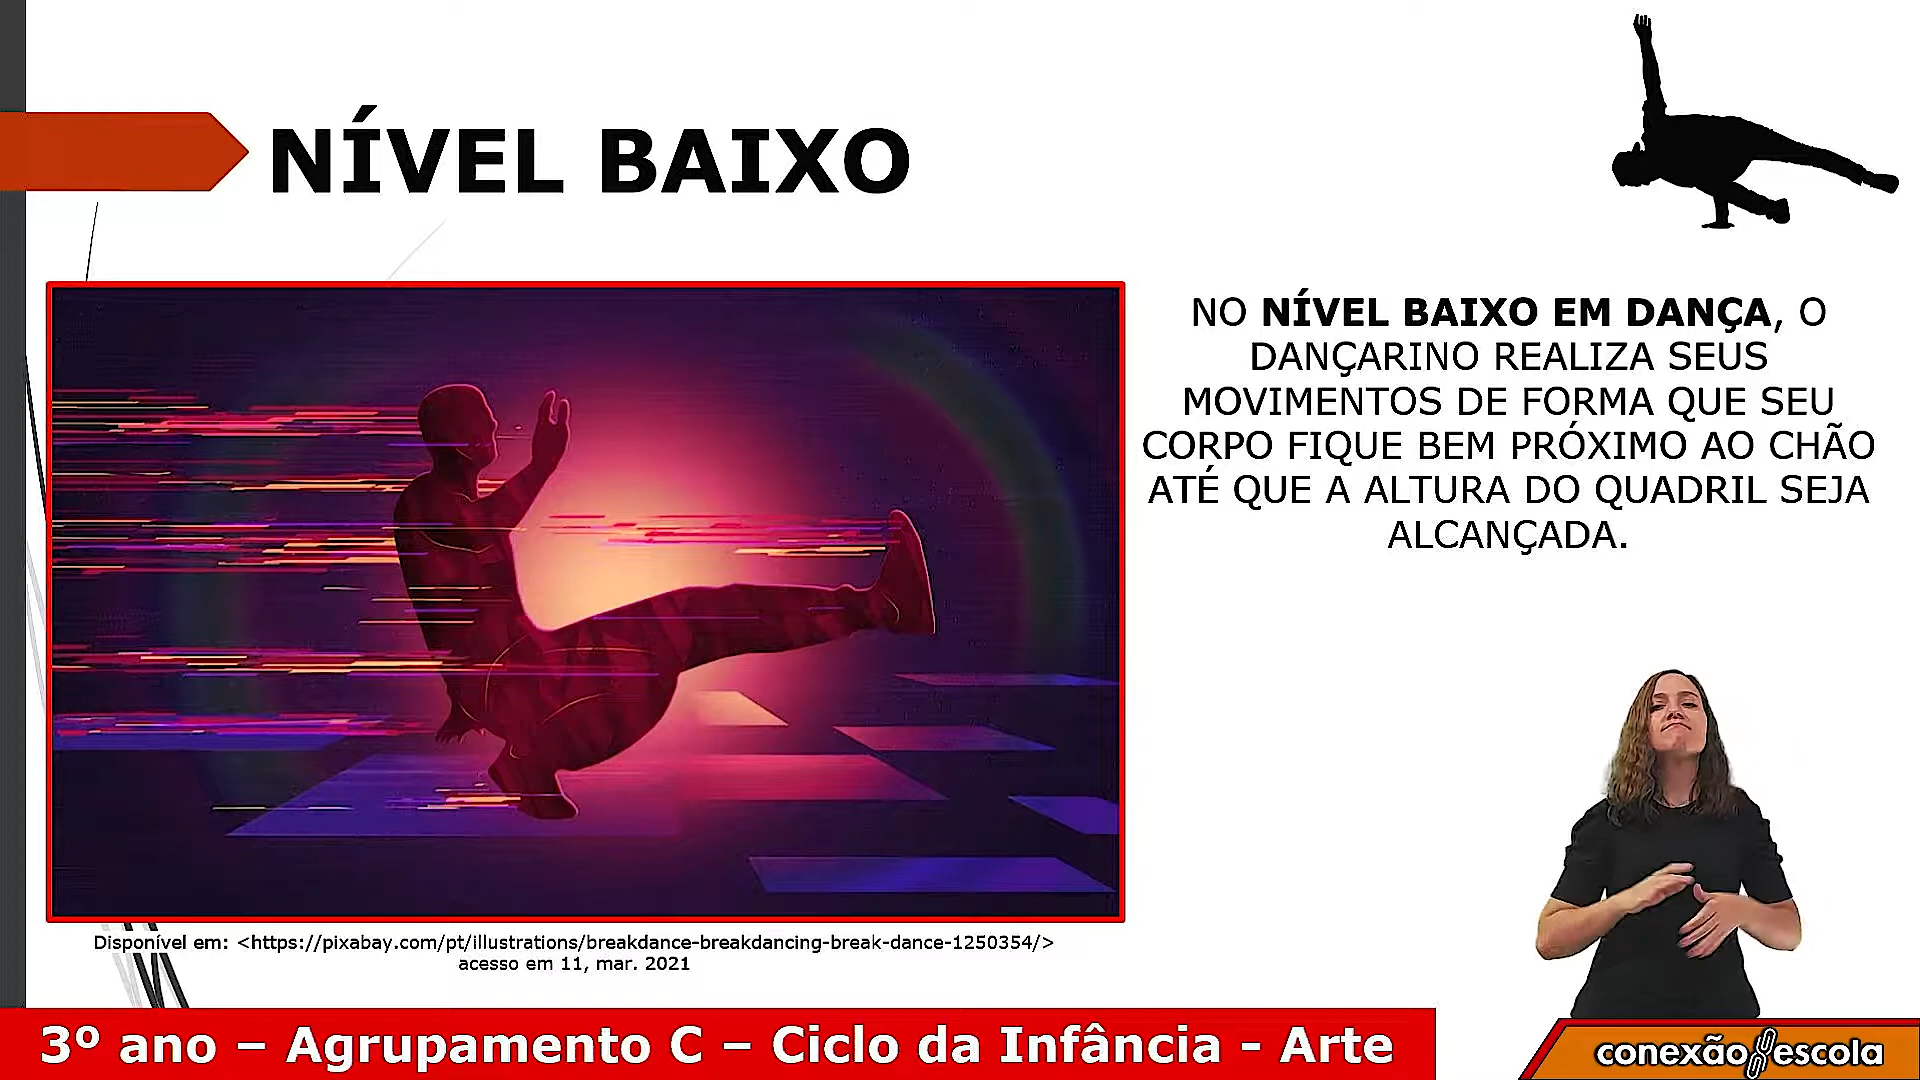 NÍVEL BAIXO
NO NÍVEL BAIXO EM DANÇA, O
DANÇARINO REALIZA SEUS
MOVIMENTOS DE FORMA QUE SEU
CORPO FIQUE BEM PRÓXIMO AO CHÃO
ATÉ QUE A ALTURA DO QUADRIL SEJA
ALCANÇADA.
Disponível em: <https://pixabay.com/pt/illustrations/breakdance-breakdancing-break-dance-1250354/>
acesso em 11, mar. 2021
3º ano – Agrupamento C – Ciclo da Infância - Arte
conexão escola